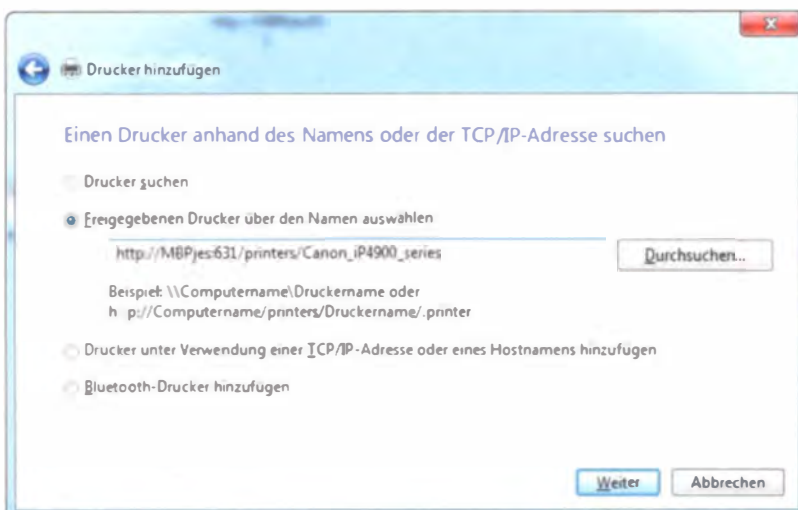 Drucker hinzufügen
Einen Drucker anhand des Namens oder der TCP/IP-Adresse suchen
Drucker suchen
Freigegebenen Drucker über den Namen auswählen
http://MBPjes:631/printers/Canon_iP4900_series
Durchsuchen...
Beispiel: \\Computername\Druckername oder
h p://Computername/printers/Druckername/.printer
Drucker unter Verwendung einer TCP/IP-Adresse oder eines Hostnamens hinzufügen
Bluetooth-Drucker hinzufügen
Weiter Abbrechen